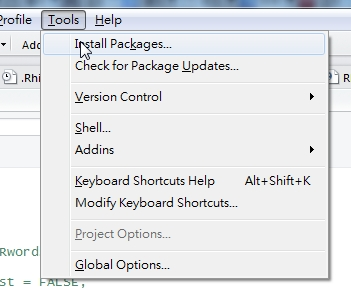 Profile Tools Help
Add
Install Packages...
.Rhi
Check for Package Updates...
R
Version Control
Shell...
Addins
Keyboard Shortcuts Help Alt+Shift+K
Modify Keyboard Shortcuts...
Project Options...
Rword
Global Options...
st = FALSE,